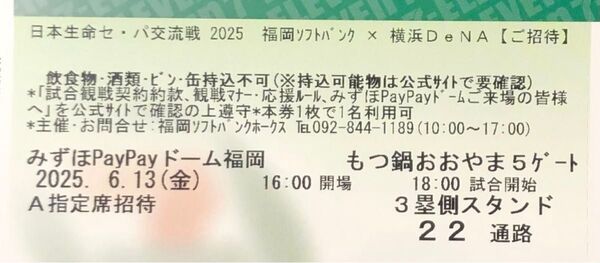 日本生命セ・パ交流戦 2025 福岡ソフトバンク × 横浜DeNA【ご招待】
飲食物・酒類・ビン・缶持込不可(※持込可能物は公式サイトで要確認)
*「試合観戦契約約款、観戦マナー・応援ルール、みずほPayPayドームご来場の皆様
へ」を公式サイトで確認の上遵守*本券1枚で1名利用可
*主催・お問合せ:福岡ソフトバンクホークス ℡092-844-1189(10:00~17:00)
みずほPayPayドーム福岡 もつ鍋おおやま5ゲート
2025. 6.13(金) 16:00 開場 18:00 試合開始
A指定席招待 3塁側スタンド
22 通路